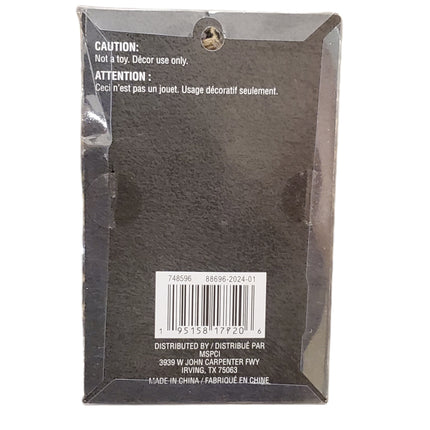 CAUTION:
Not a toy. Décor use only.
ATTENTION :
Ceci n'est pas un jouet. Usage décoratif seulement.
748596 88696-2024-01
1 95158 17720 6
DISTRIBUTED BY / DISTRIBUÉ PAR
MSPCI
3939 W JOHN CARPENTER FWY
IRVING, TX 75063
MADE IN CHINA / FABRIQUÉ EN CHINE